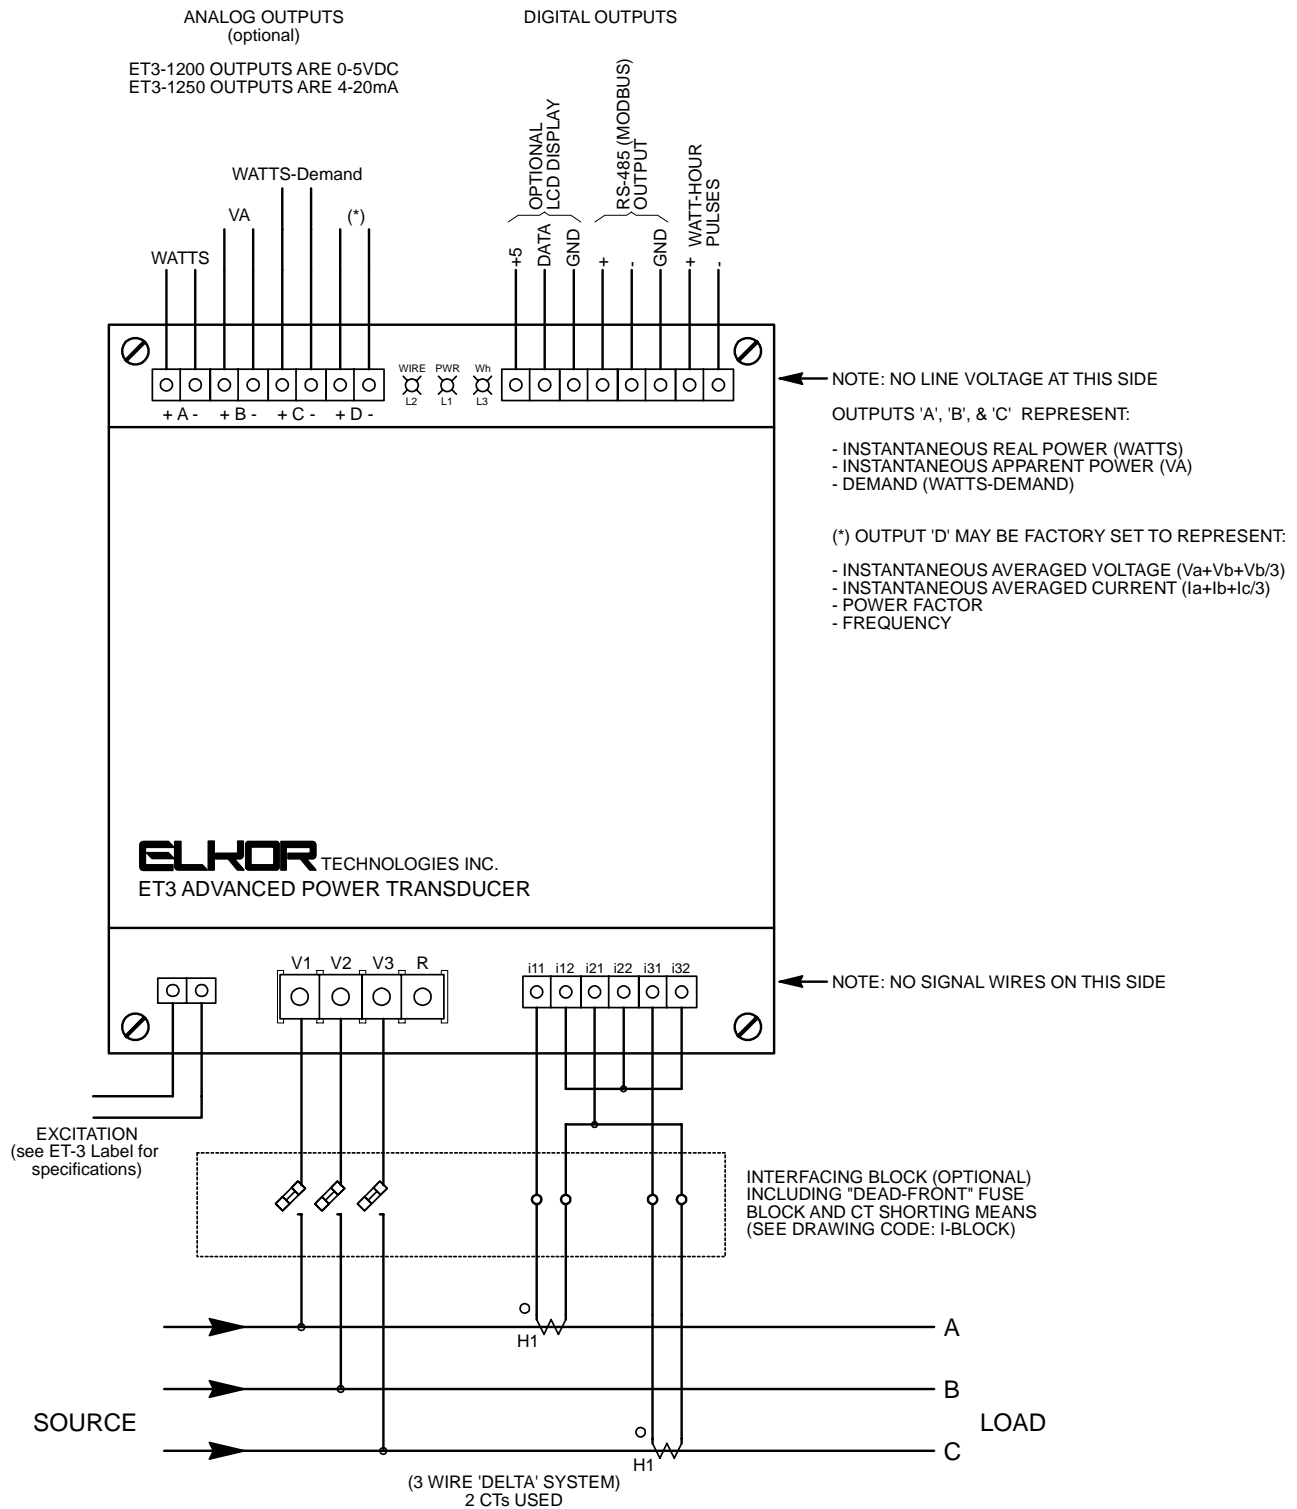 ANALOG OUTPUTS
(optional)
ET3-1200 OUTPUTS ARE 0-5VDC
ET3-1250 OUTPUTS ARE 4-20mA
DIGITAL OUTPUTS
WATTS
VA
WATTS-Demand
(*)
OPTIONAL
LCD DISPLAY
RS-485 (MODBUS)
OUTPUT
WATT-HOUR
PULSES
+5
DATA
GND
+
-
GND
+
-
WIRE
L2
PWR
L1
Wh
L3
+ A -
+ B -
+ C -
+ D -
NOTE: NO LINE VOLTAGE AT THIS SIDE
OUTPUTS 'A', 'B', & 'C' REPRESENT:
- INSTANTANEOUS REAL POWER (WATTS)
- INSTANTANEOUS APPARENT POWER (VA)
- DEMAND (WATTS-DEMAND)
(*) OUTPUT 'D' MAY BE FACTORY SET TO REPRESENT:
- INSTANTANEOUS AVERAGED VOLTAGE (Va+Vb+Vb/3)
- INSTANTANEOUS AVERAGED CURRENT (Ia+Ib+Ic/3)
- POWER FACTOR
- FREQUENCY
ELKOR TECHNOLOGIES INC.
ET3 ADVANCED POWER TRANSDUCER
V1 V2 V3 R
i11 i12 i21 i22 i31 i32
NOTE: NO SIGNAL WIRES ON THIS SIDE
EXCITATION
(see ET-3 Label for
specifications)
INTERFACING BLOCK (OPTIONAL)
INCLUDING "DEAD-FRONT" FUSE
BLOCK AND CT SHORTING MEANS
(SEE DRAWING CODE: I-BLOCK)
H1
A
B
SOURCE
LOAD
C
H1
(3 WIRE 'DELTA' SYSTEM)
2 CTs USED